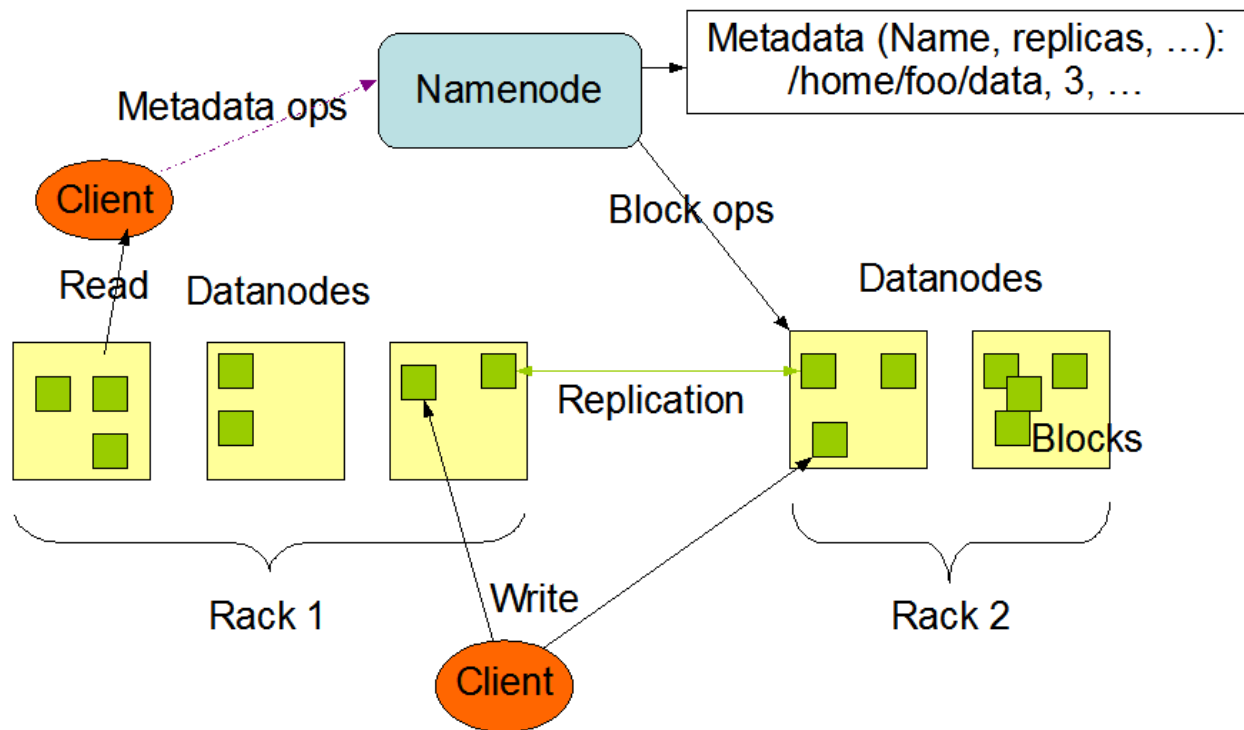 Metadata (Name, replicas, …):
/home/foo/data, 3, …
Namenode
Metadata ops
Client
Block ops
Read
Datanodes
Datanodes
Replication
Blocks
Rack 1
Write
Rack 2
Client